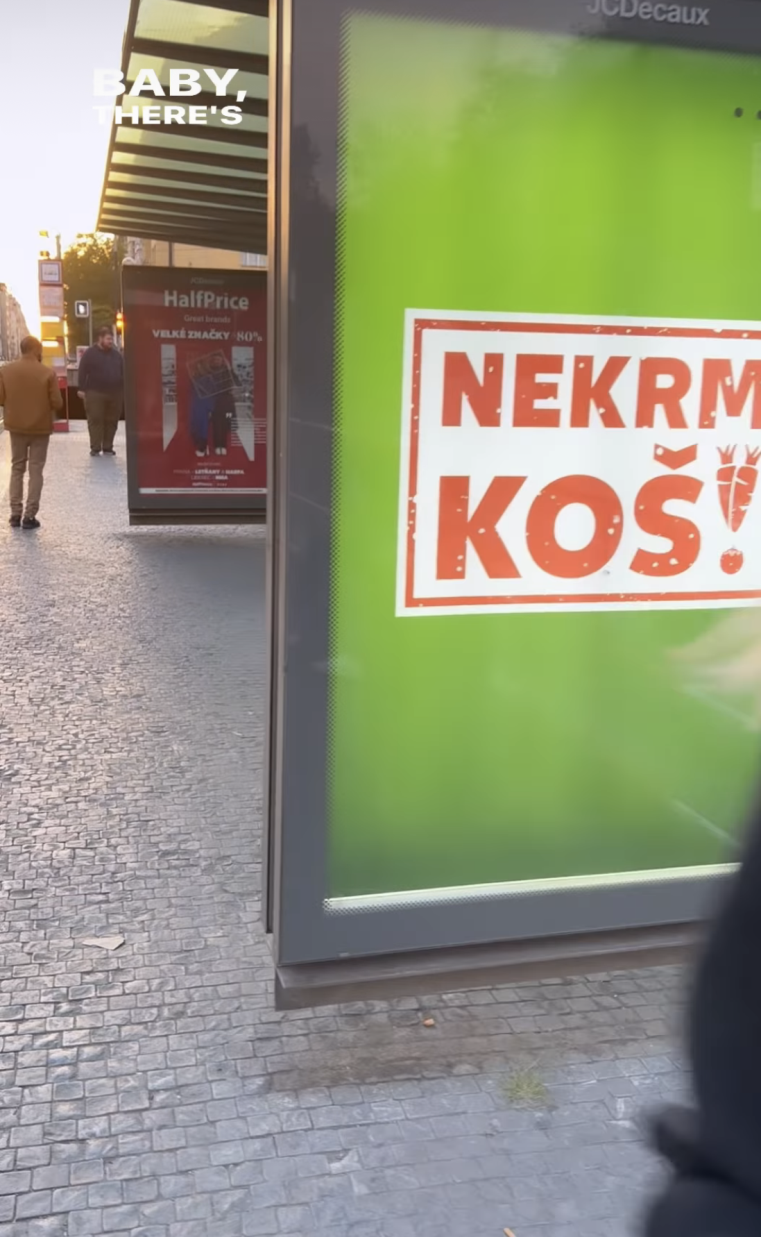 JCDecaux
BABY,
THERE'S
HalfPrice
Great brands
VELKÉ ZNAČKY -80%
NEKRM
KOŠ!